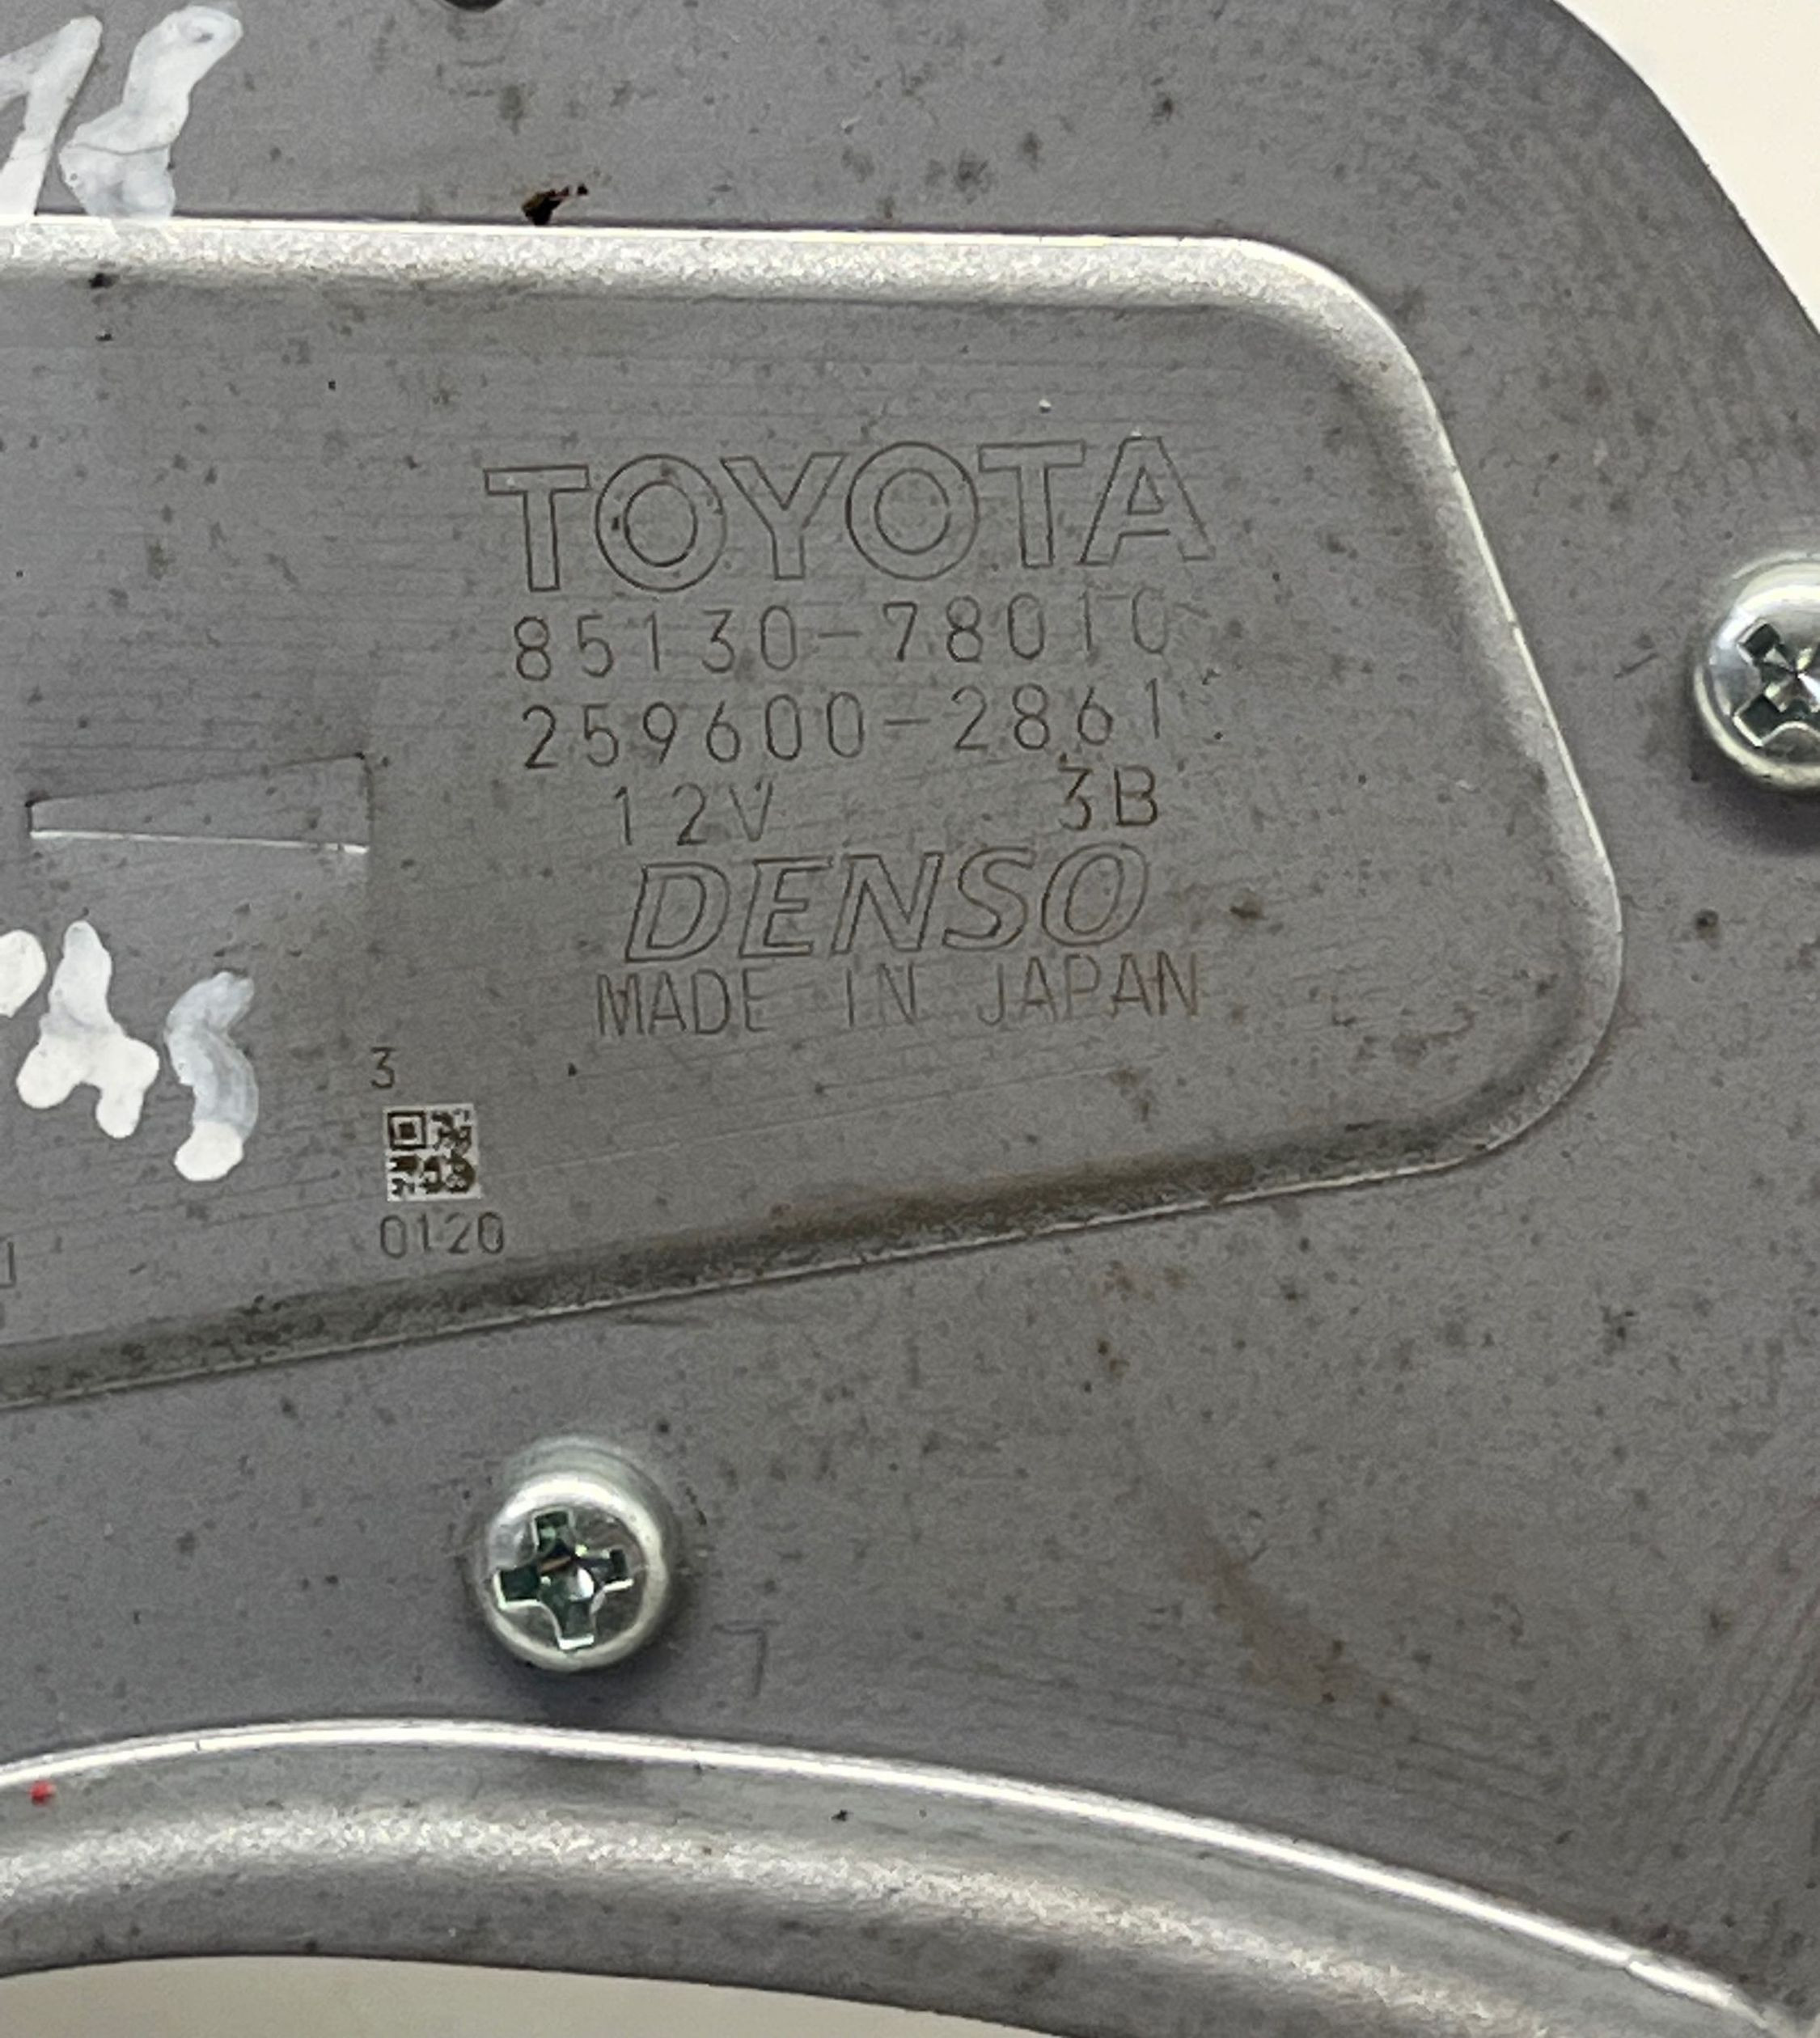 TOYOTA
85130-78010
259600-2861
12V 3B
DENSO
MADE IN JAPAN
3
0120